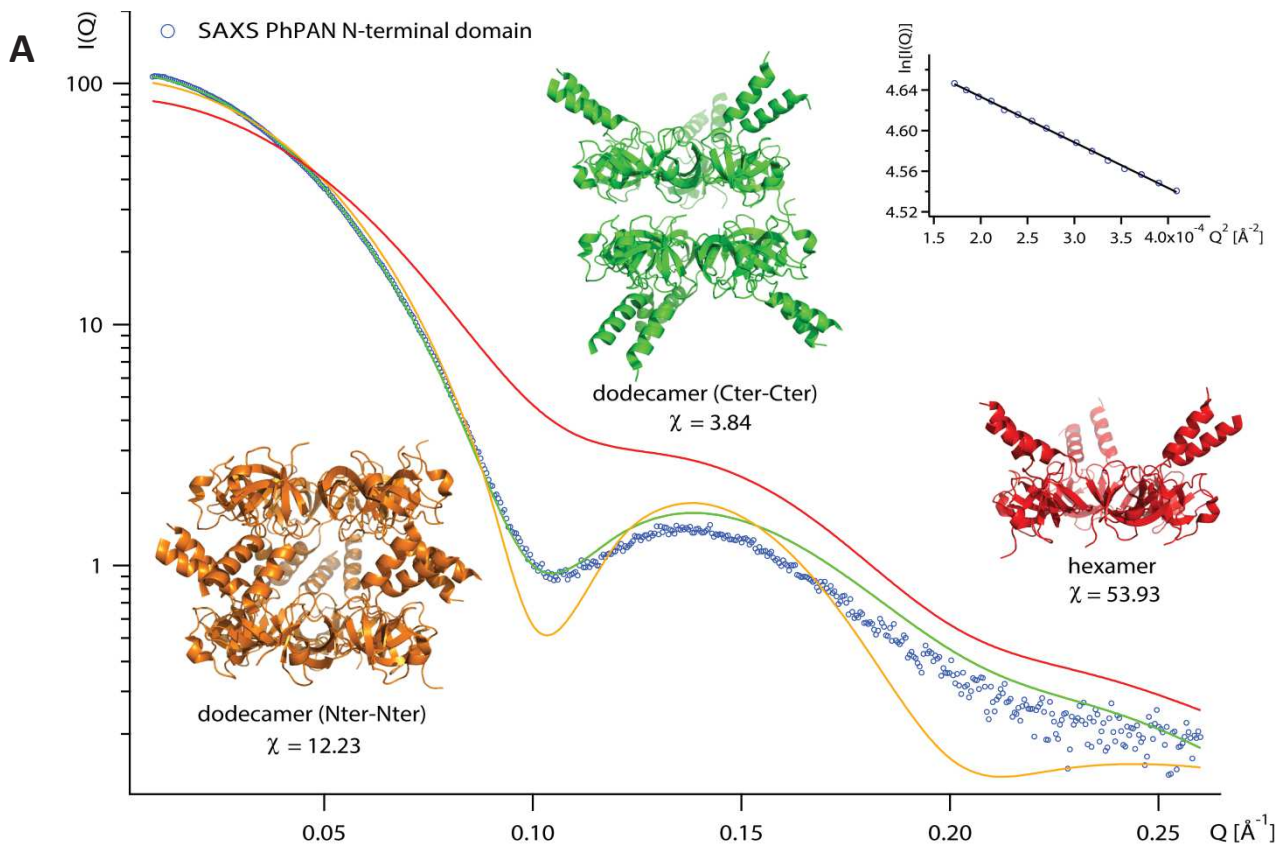 A
I(Q)
SAXS PhPAN N-terminal domain
100
10
1
ln[I(Q)]
4.64
4.60
4.56
4.52
1.5 2.0 2.5 3.0 3.5 4.0x10⁻⁴ Q² [Å⁻²]
dodecamer (Cter-Cter)
χ = 3.84
hexamer
χ = 53.93
dodecamer (Nter-Nter)
χ = 12.23
0.05 0.10 0.15 0.20 0.25 Q [Å⁻¹]